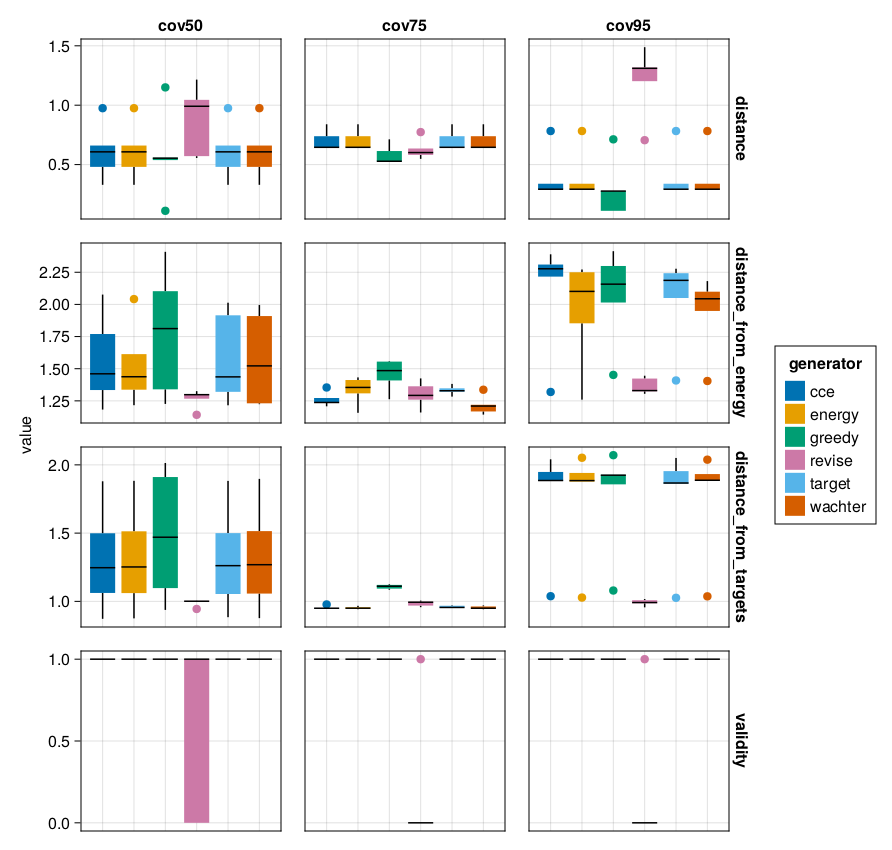 cov50 cov75 cov95
1.5
1.0
0.5
distance
2.25
2.00
1.75
1.50
1.25
distance_from_energy
value
2.0
1.5
1.0
distance_from_targets
1.0
0.5
0.0
validity
generator
cce
energy
greedy
revise
target
wachter